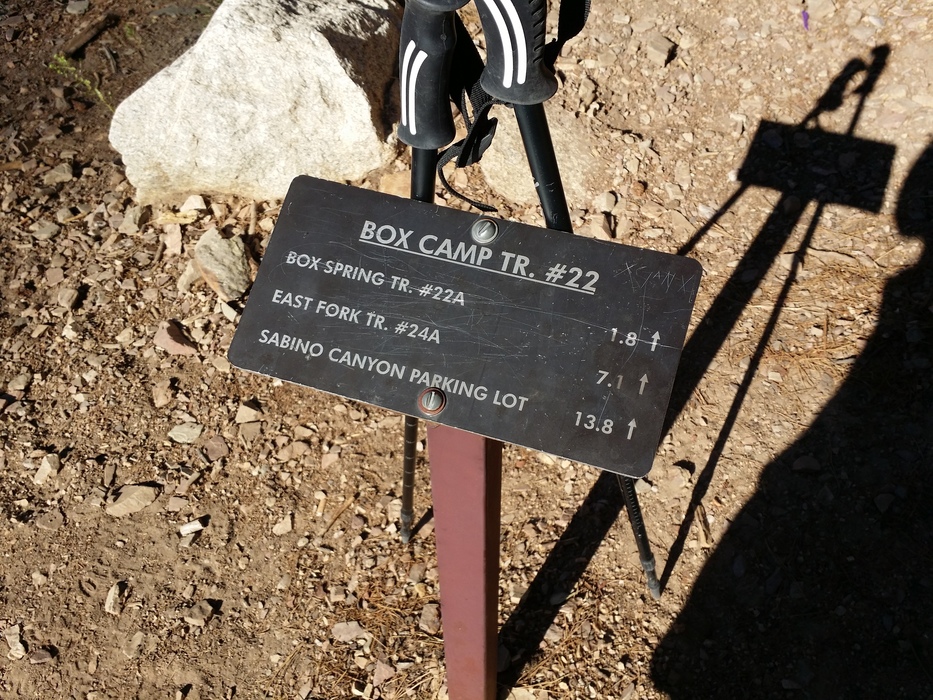 BOX CAMP TR. #22
BOX SPRING TR. #22A 1.8 ↑
EAST FORK TR. #24A 7.1 ↑
SABINO CANYON PARKING LOT 13.8 ↑